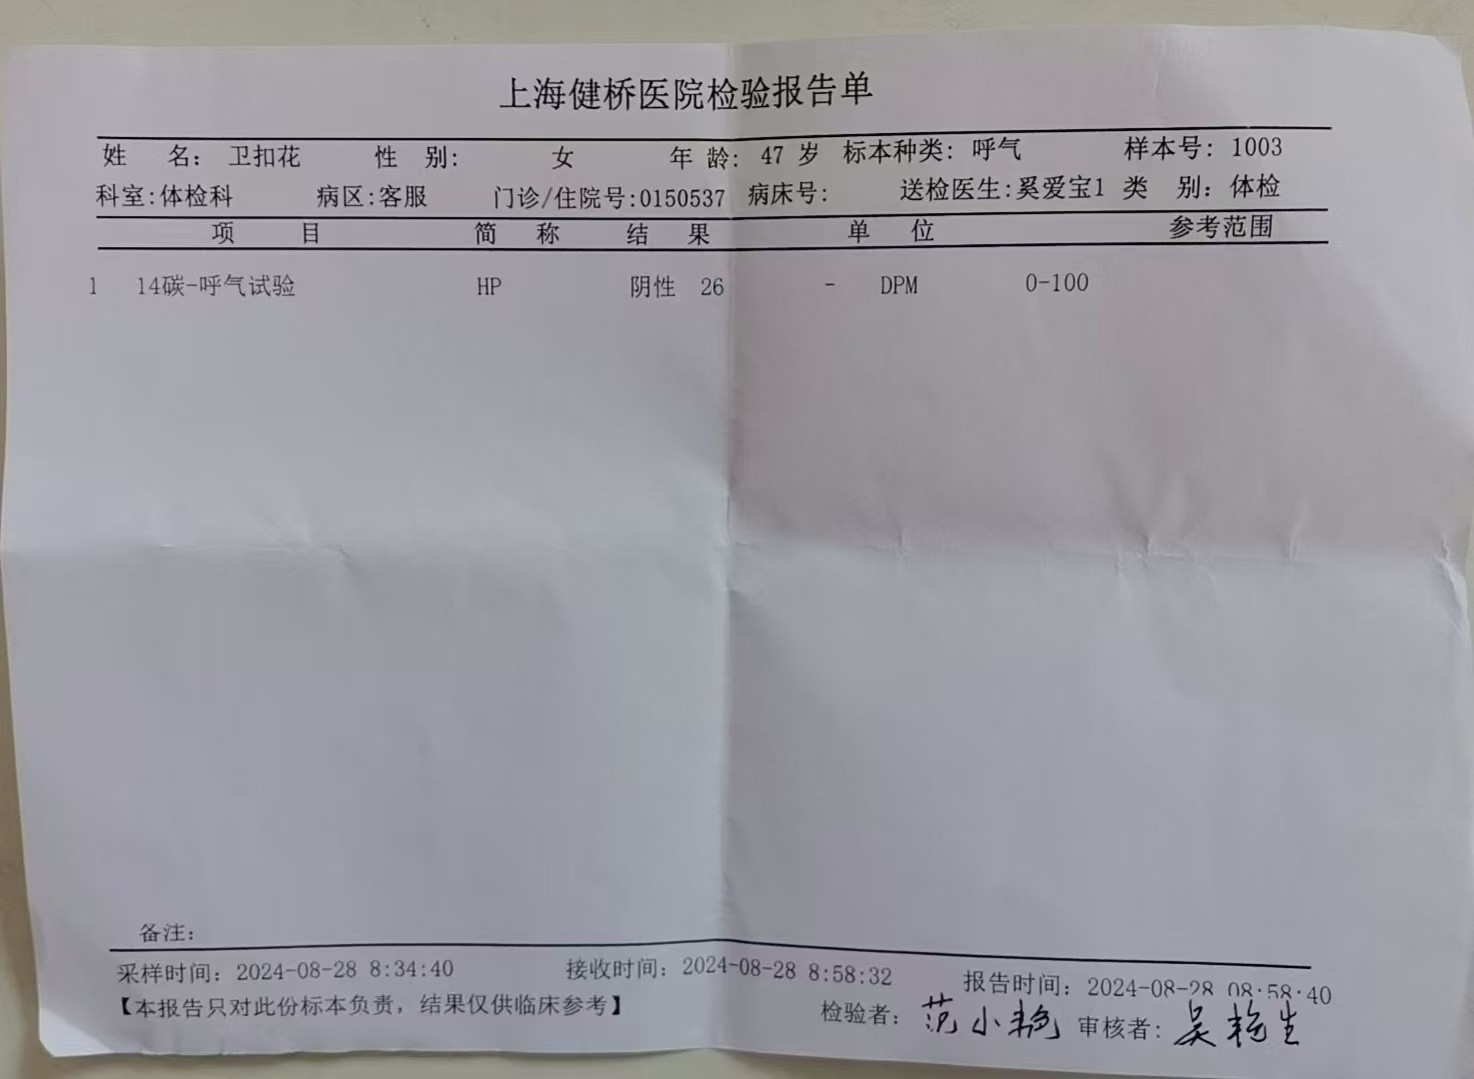 上海健桥医院检验报告单
姓 名: 卫扣花 性 别: 女 年 龄: 47 岁 标本种类: 呼气 样本号: 1003
科室:体检科 病区:客服 门诊/住院号:0150537 病床号: 送检医生:奚爱宝1 类 别: 体检
项 目 简 称 结 果 单 位 参考范围
1 14碳-呼气试验 HP 阴性 26 - DPM 0-100
备注:
采样时间: 2024-08-28 8:34:40 接收时间: 2024-08-28 8:58:32 报告时间: 2024-08-28 08:58:40
【本报告只对此份标本负责, 结果仅供临床参考】 检验者: 范小艳 审核者: 吴艳生